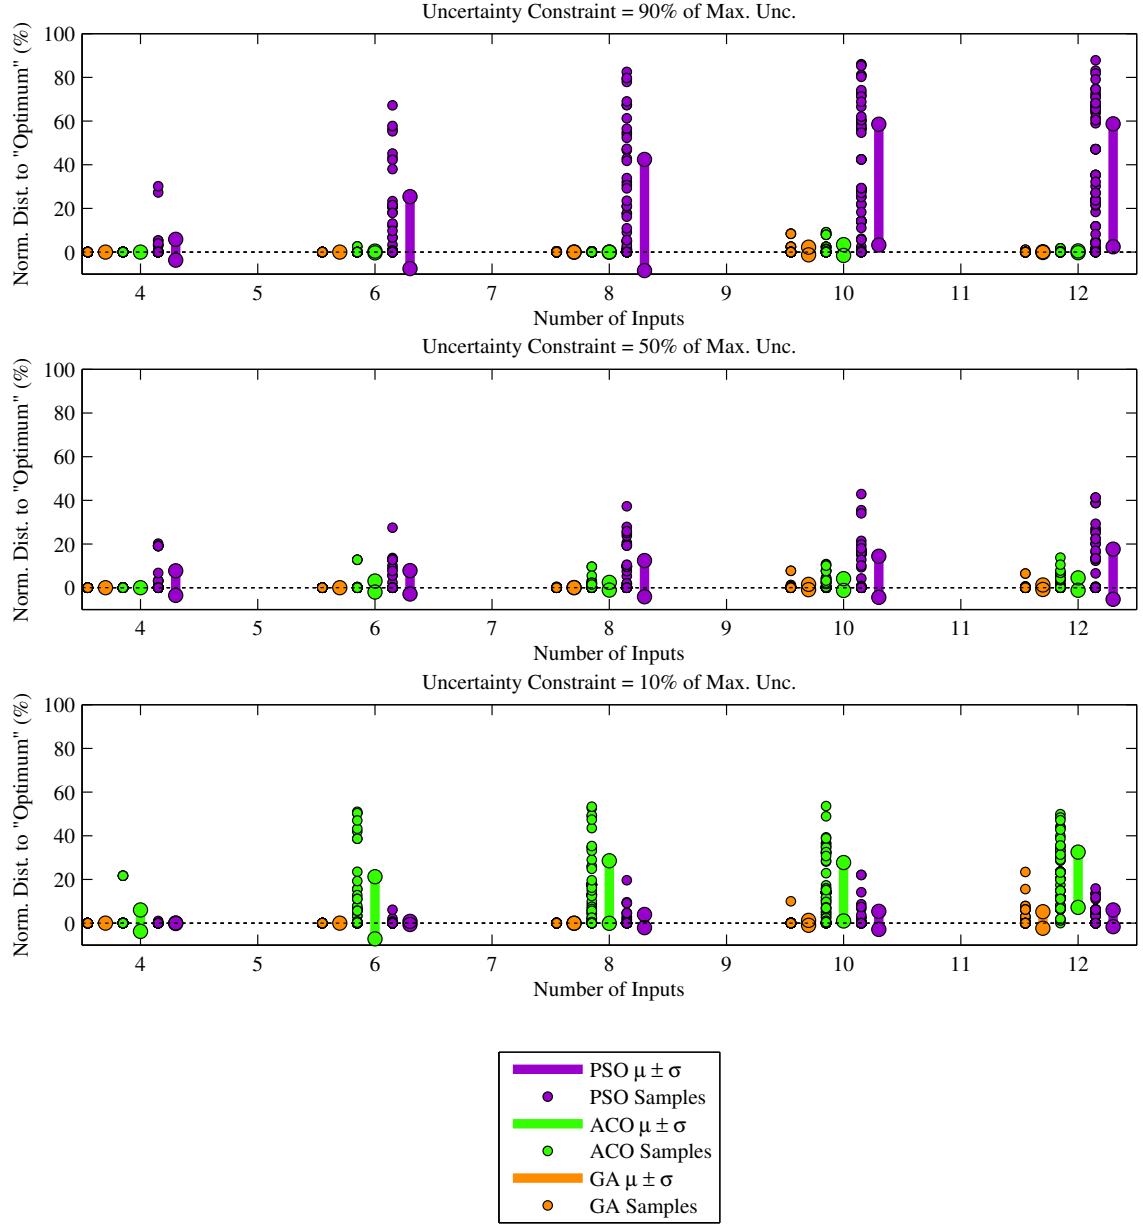 Uncertainty Constraint = 90% of Max. Unc.
Norm. Dist. to "Optimum" (%)
100
80
60
40
20
0
4 5 6 7 8 9 10 11 12
Number of Inputs
Uncertainty Constraint = 50% of Max. Unc.
Norm. Dist. to "Optimum" (%)
100
80
60
40
20
0
4 5 6 7 8 9 10 11 12
Number of Inputs
Uncertainty Constraint = 10% of Max. Unc.
Norm. Dist. to "Optimum" (%)
100
80
60
40
20
0
4 5 6 7 8 9 10 11 12
Number of Inputs
PSO μ ± σ
PSO Samples
ACO μ ± σ
ACO Samples
GA μ ± σ
GA Samples